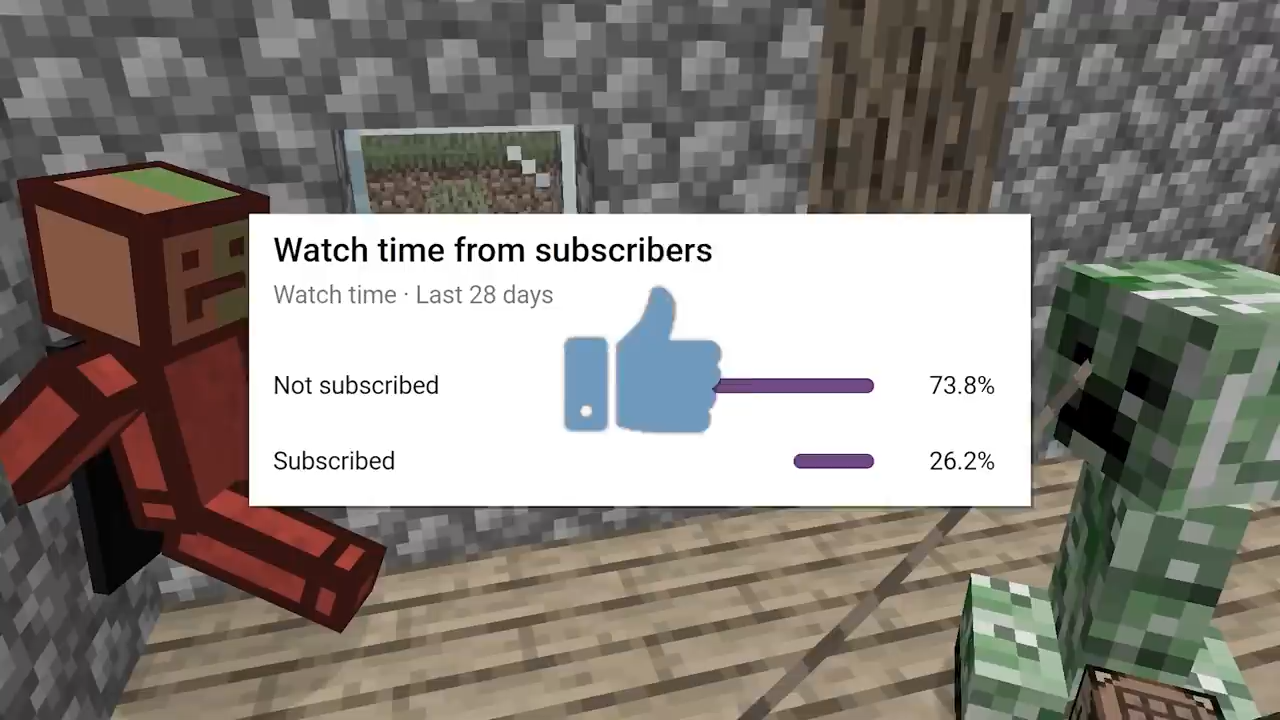 Watch time from subscribers
Watch time · Last 28 days
Not subscribed 73.8%
Subscribed 26.2%